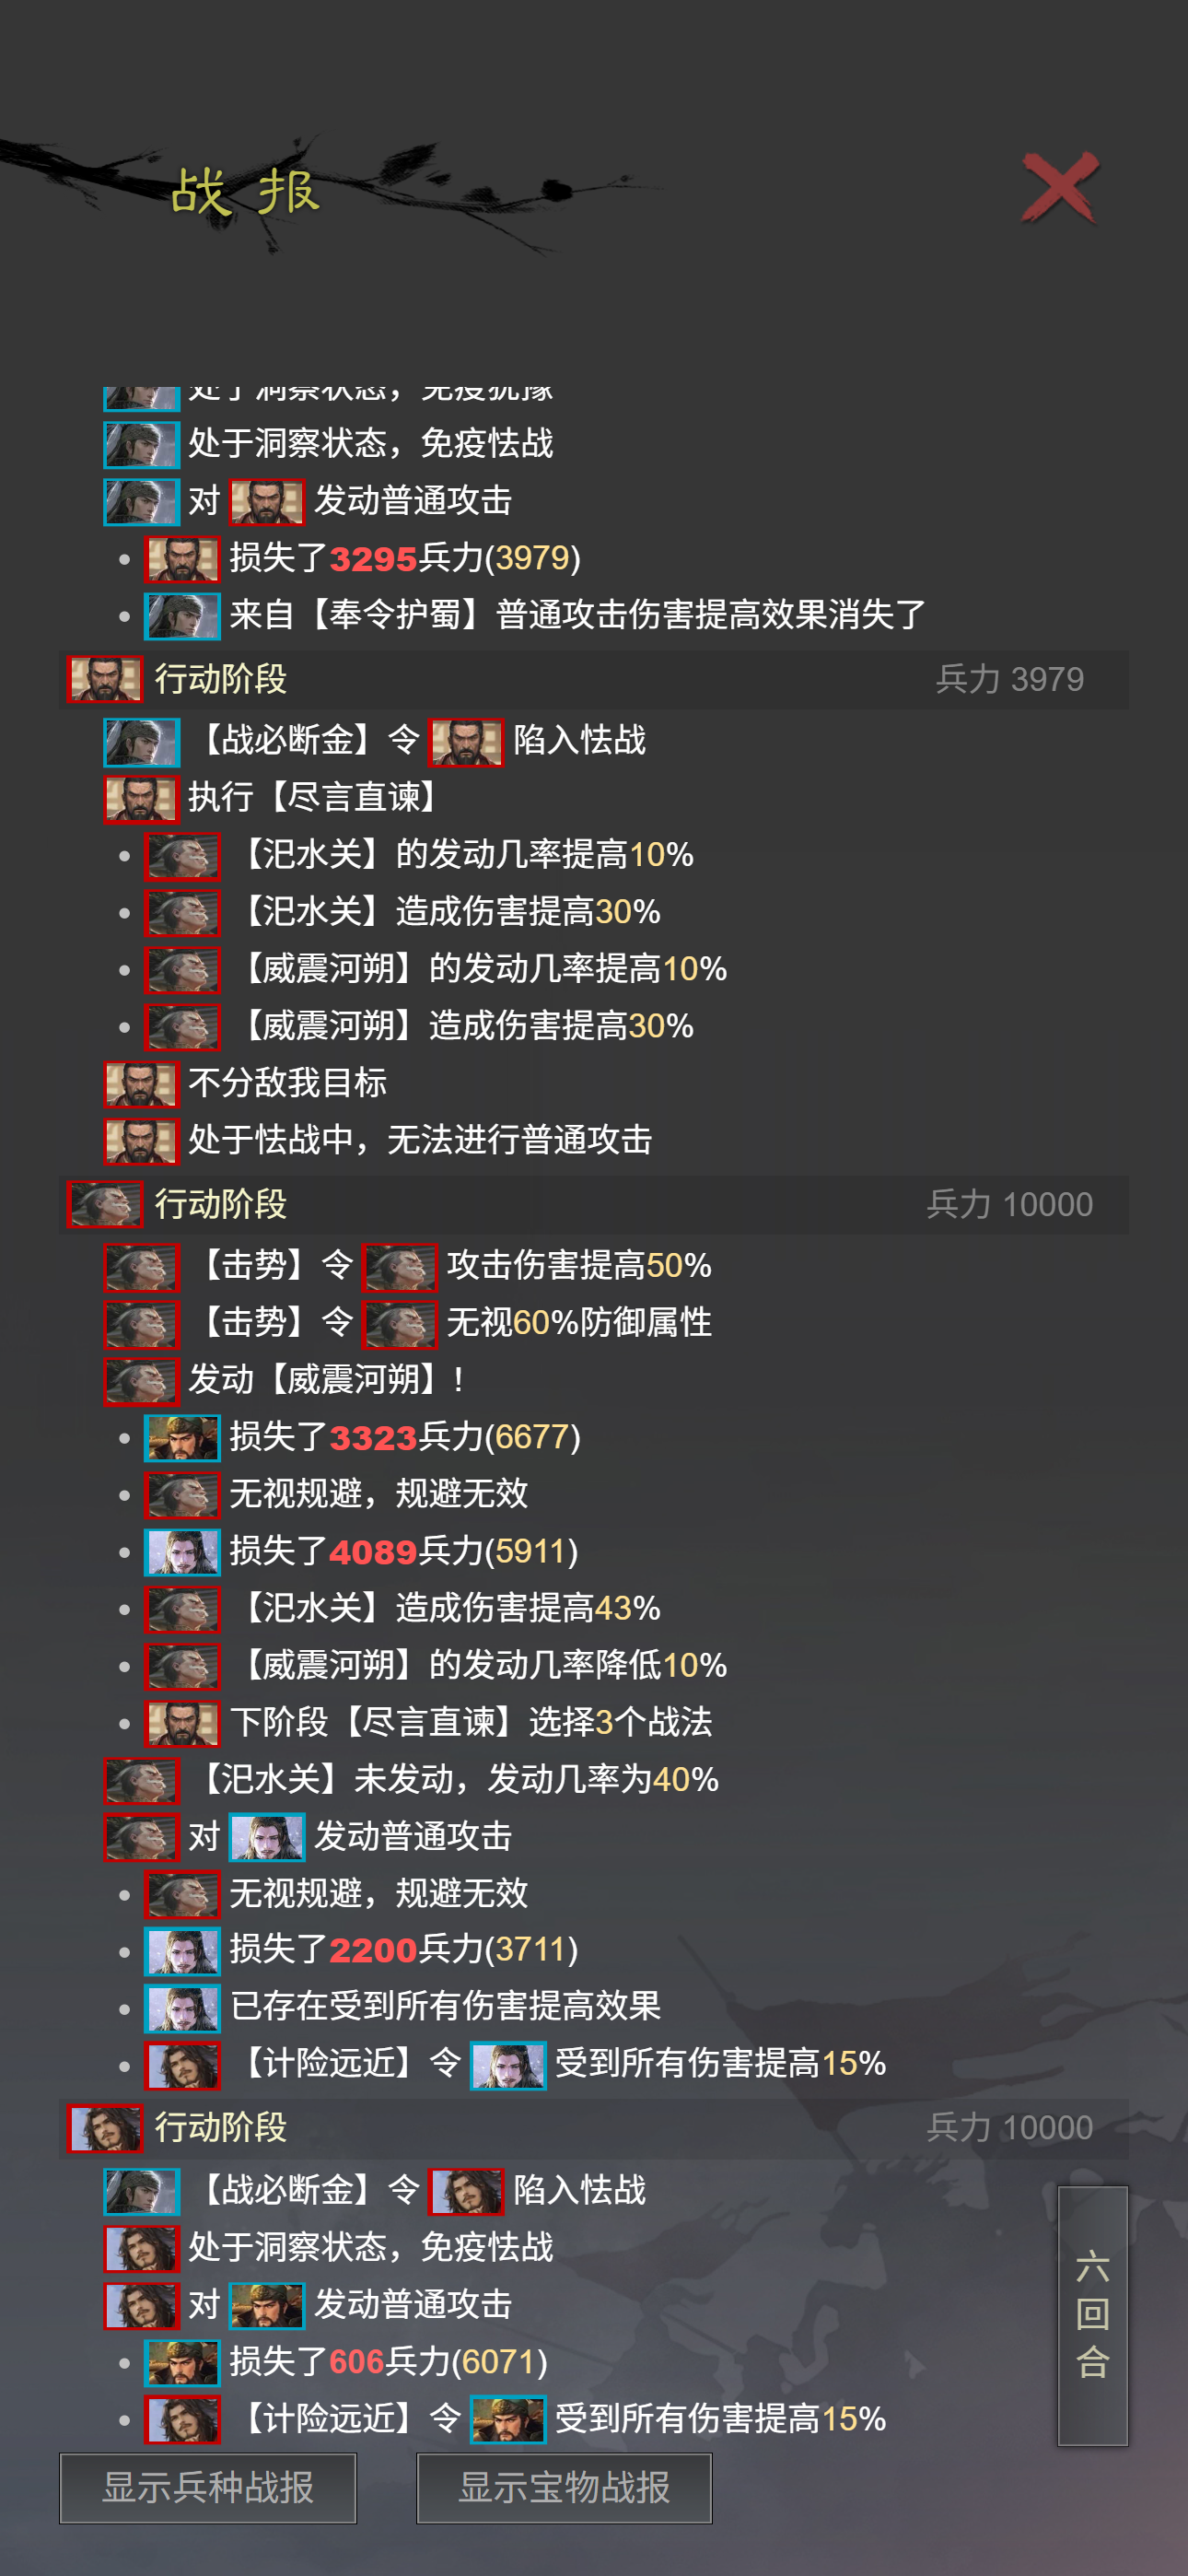 战报
处于洞察状态，免疫犹豫
处于洞察状态，免疫怯战
对 发动普通攻击
损失了3295兵力(3979)
来自【奉令护蜀】普通攻击伤害提高效果消失了
行动阶段 兵力 3979
【战必断金】令 陷入怯战
执行【尽言直谏】
【汜水关】的发动几率提高10%
【汜水关】造成伤害提高30%
【威震河朔】的发动几率提高10%
【威震河朔】造成伤害提高30%
不分敌我目标
处于怯战中，无法进行普通攻击
行动阶段 兵力 10000
【击势】令 攻击伤害提高50%
【击势】令 无视60%防御属性
发动【威震河朔】！
损失了3323兵力(6677)
无视规避，规避无效
损失了4089兵力(5911)
【汜水关】造成伤害提高43%
【威震河朔】的发动几率降低10%
下阶段【尽言直谏】选择3个战法
【汜水关】未发动，发动几率为40%
对 发动普通攻击
无视规避，规避无效
损失了2200兵力(3711)
已存在受到所有伤害提高效果
【计险远近】令 受到所有伤害提高15%
行动阶段 兵力 10000
【战必断金】令 陷入怯战
处于洞察状态，免疫怯战
对 发动普通攻击
损失了606兵力(6071)
【计险远近】令 受到所有伤害提高15%
六回合
显示兵种战报 显示宝物战报